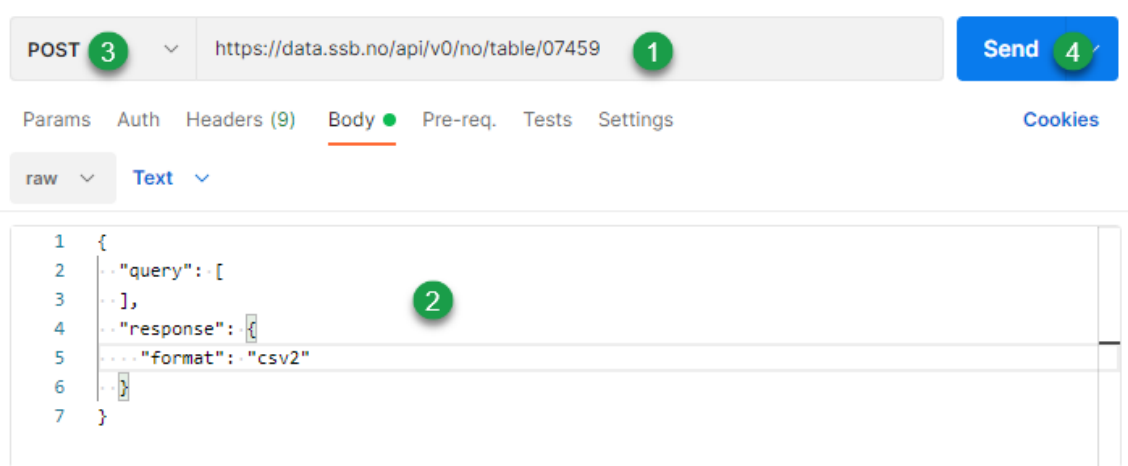 POST 3 https://data.ssb.no/api/v0/no/table/07459 1 Send 4
Params Auth Headers (9) Body Pre-req. Tests Settings Cookies
raw Text
1 {
2 "query": [
3 ],
2
4 "response": {
5 "format": "csv2"
6 }
7 }